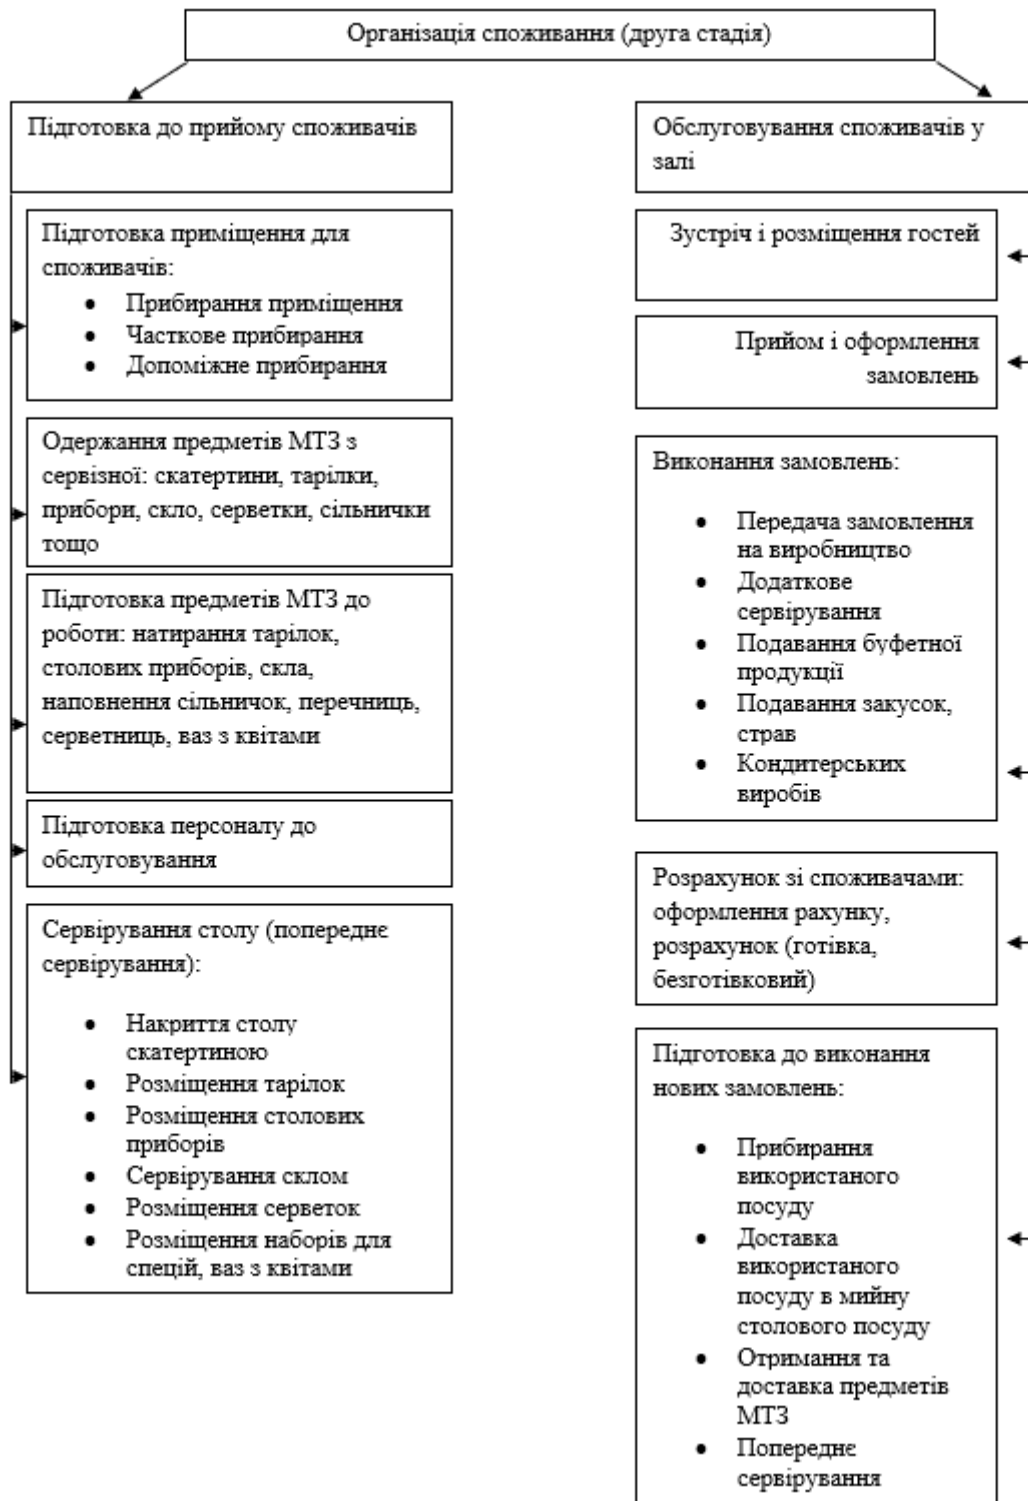 Організація споживання (друга стадія)
Підготовка до прийому споживачів
Підготовка приміщення для
споживачів:
• Прибирання приміщення
• Часткове прибирання
• Допоміжне прибирання
Одержання предметів МТЗ з
сервізної: скатертини, тарілки,
прибори, скло, серветки, сільнички
тощо
Підготовка предметів МТЗ до
роботи: натирання тарілок,
столових приборів, скла,
наповнення сільничок, перечниць,
серветниць, ваз з квітами
Підготовка персоналу до
обслуговування
Сервірування столу (попереднє
сервірування):
• Накриття столу
скатертиною
• Розміщення тарілок
• Розміщення столових
приборів
• Сервірування склом
• Розміщення серветок
• Розміщення наборів для
спецій, ваз з квітами
Обслуговування споживачів у
залі
Зустріч і розміщення гостей
Прийом і оформлення
замовлень
Виконання замовлень:
• Передача замовлення
на виробництво
• Додаткове
сервірування
• Подавання буфетної
продукції
• Подавання закусок,
страв
• Кондитерських
виробів
Розрахунок зі споживачами:
оформлення рахунку,
розрахунок (готівка,
безготівковий)
Підготовка до виконання
нових замовлень:
• Прибирання
використаного
посуду
• Доставка
використаного
посуду в мийну
столового посуду
• Отримання та
доставка предметів
МТЗ
• Попереднє
сервірування